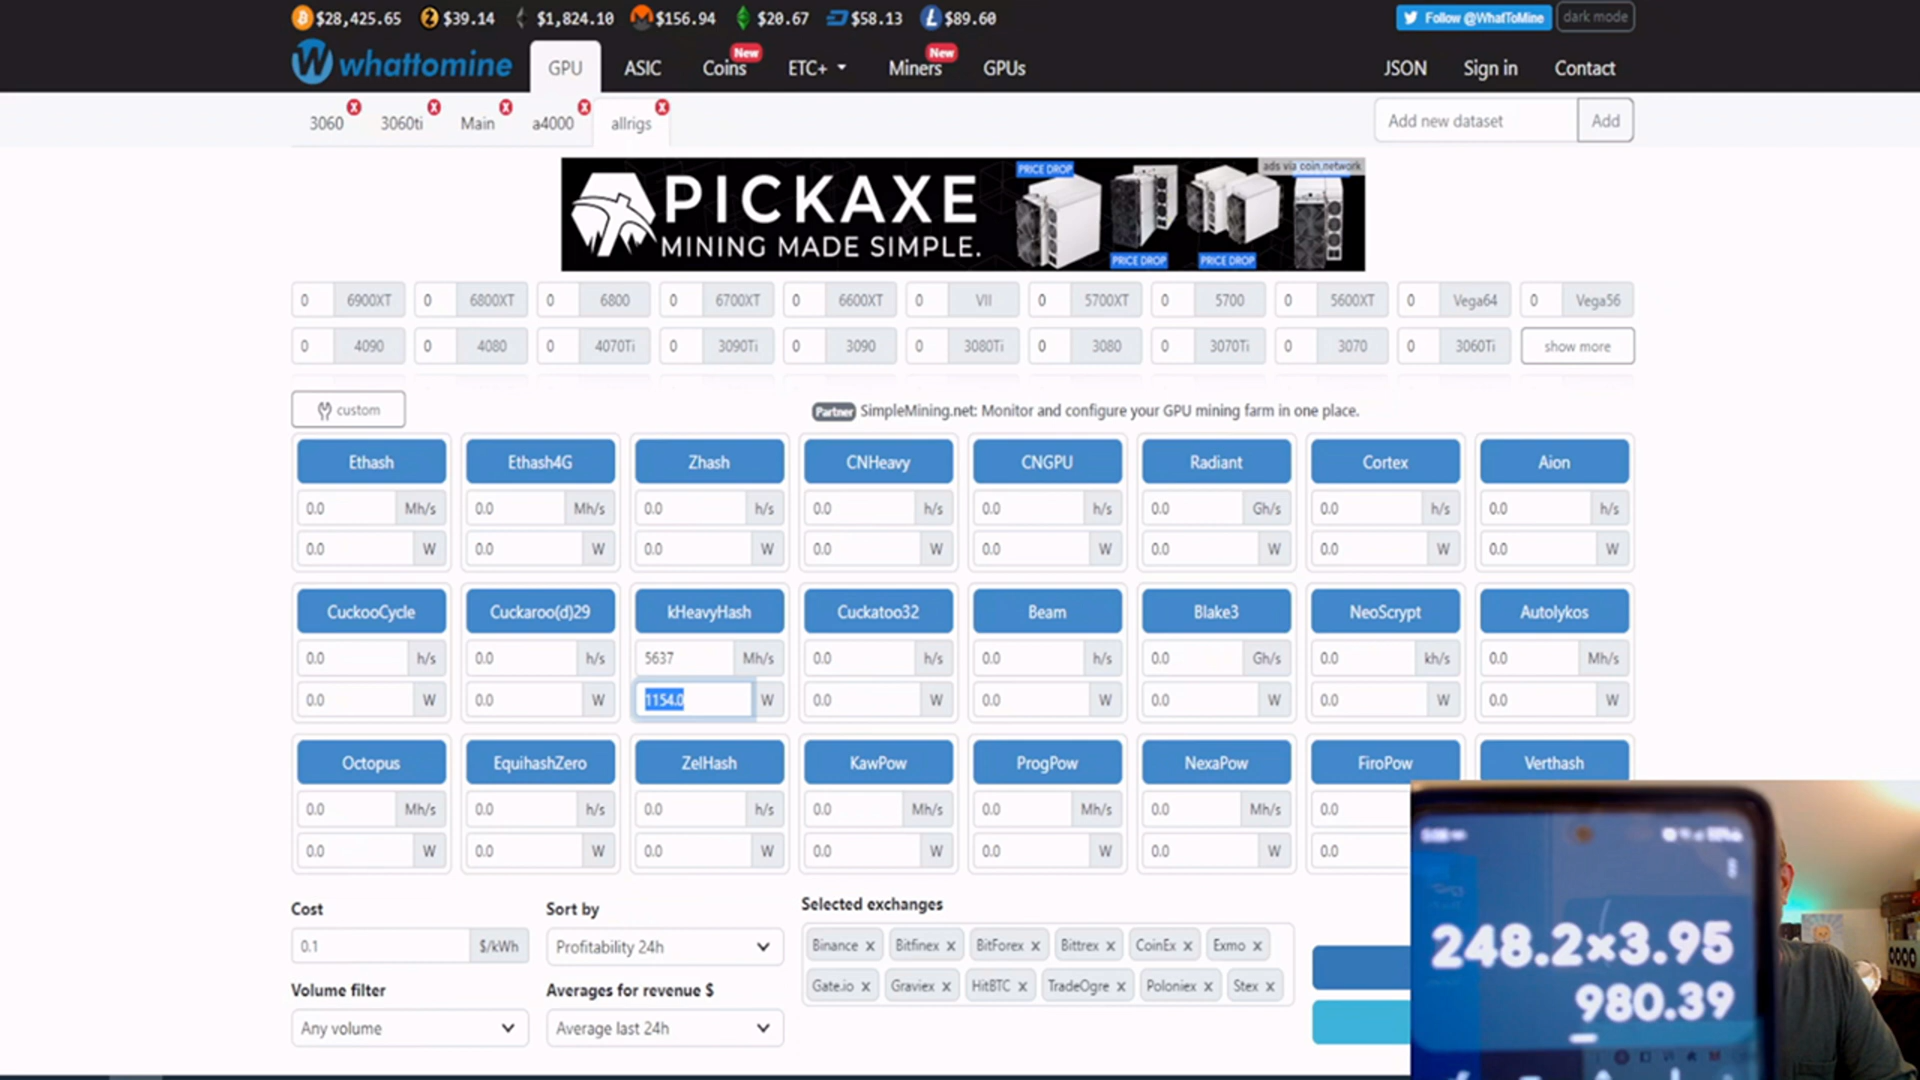 $28,425.65 $39.14 $1,824.10 $156.94 $20.67 $58.13 $89.60 Follow @WhatToMine dark mode
whattomine GPU ASIC Coins New ETC+ Miners New GPUs JSON Sign in Contact
3060 x 3060ti x Main x a4000 x allrigs x Add new dataset Add
PICKAXE
MINING MADE SIMPLE.
PRICE DROP ads via coin.network
PRICE DROP PRICE DROP
0 6900XT 0 6800XT 0 6800 0 6700XT 0 6600XT 0 VII 0 5700XT 0 5700 0 5600XT 0 Vega64 0 Vega56
0 4090 0 4080 0 4070Ti 0 3090Ti 0 3090 0 3080Ti 0 3080 0 3070Ti 0 3070 0 3060Ti show more
custom Partner SimpleMining.net: Monitor and configure your GPU mining farm in one place.
Ethash Ethash4G Zhash CNHeavy CNGPU Radiant Cortex Aion
0.0 Mh/s 0.0 Mh/s 0.0 h/s 0.0 h/s 0.0 h/s 0.0 Gh/s 0.0 h/s 0.0 h/s
0.0 W 0.0 W 0.0 W 0.0 W 0.0 W 0.0 W 0.0 W 0.0 W
CuckooCycle Cuckaroo(d)29 kHeavyHash Cuckatoo32 Beam Blake3 NeoScrypt Autolykos
0.0 h/s 0.0 h/s 5637 Mh/s 0.0 h/s 0.0 h/s 0.0 Gh/s 0.0 kh/s 0.0 Mh/s
0.0 W 0.0 W 1154.0 W 0.0 W 0.0 W 0.0 W 0.0 W 0.0 W
Octopus EquihashZero ZelHash KawPow ProgPow NexaPow FiroPow Verthash
0.0 Mh/s 0.0 h/s 0.0 h/s 0.0 Mh/s 0.0 Mh/s 0.0 Mh/s 0.0
0.0 W 0.0 W 0.0 W 0.0 W 0.0 W 0.0 W 0.0
Cost Sort by Selected exchanges
0.1 $/kWh Profitability 24h Binance x Bitfinex x BitForex x Bittrex x CoinEx x Exmo x
Volume filter Averages for revenue $ Gate.io x Graviex x HitBTC x TradeOgre x Poloniex x Stex x
Any volume Average last 24h
248.2×3.95
980.39